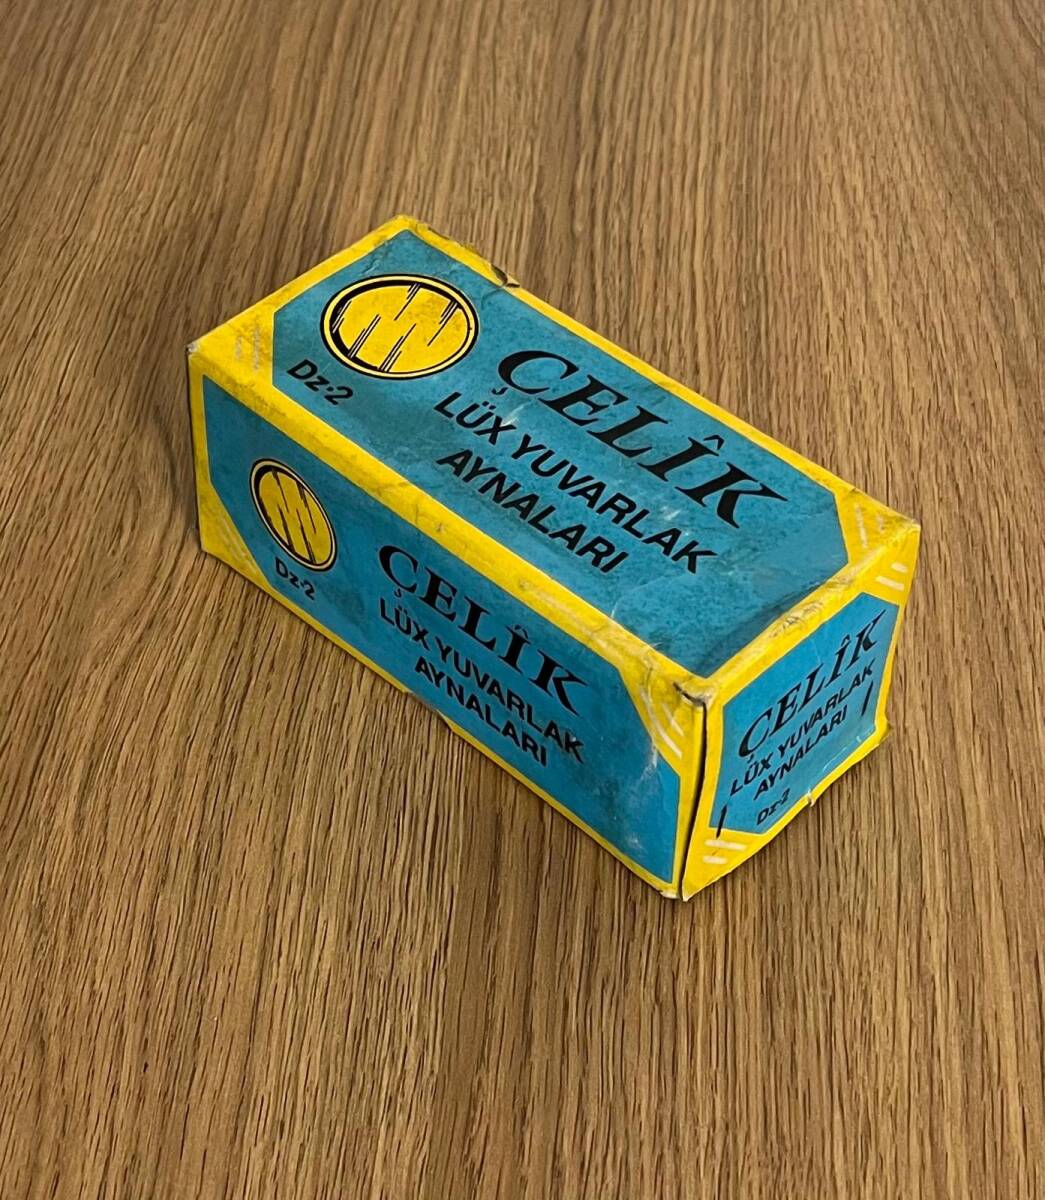 ÇELÎK
LÜX YUVARLAK
AYNALARI
Dz-2
ÇELÎK
LÜX YUVARLAK
AYNALARI
Dz-2
ÇELÎK
LÜX YUVARLAK
AYNALARI
Dz-2